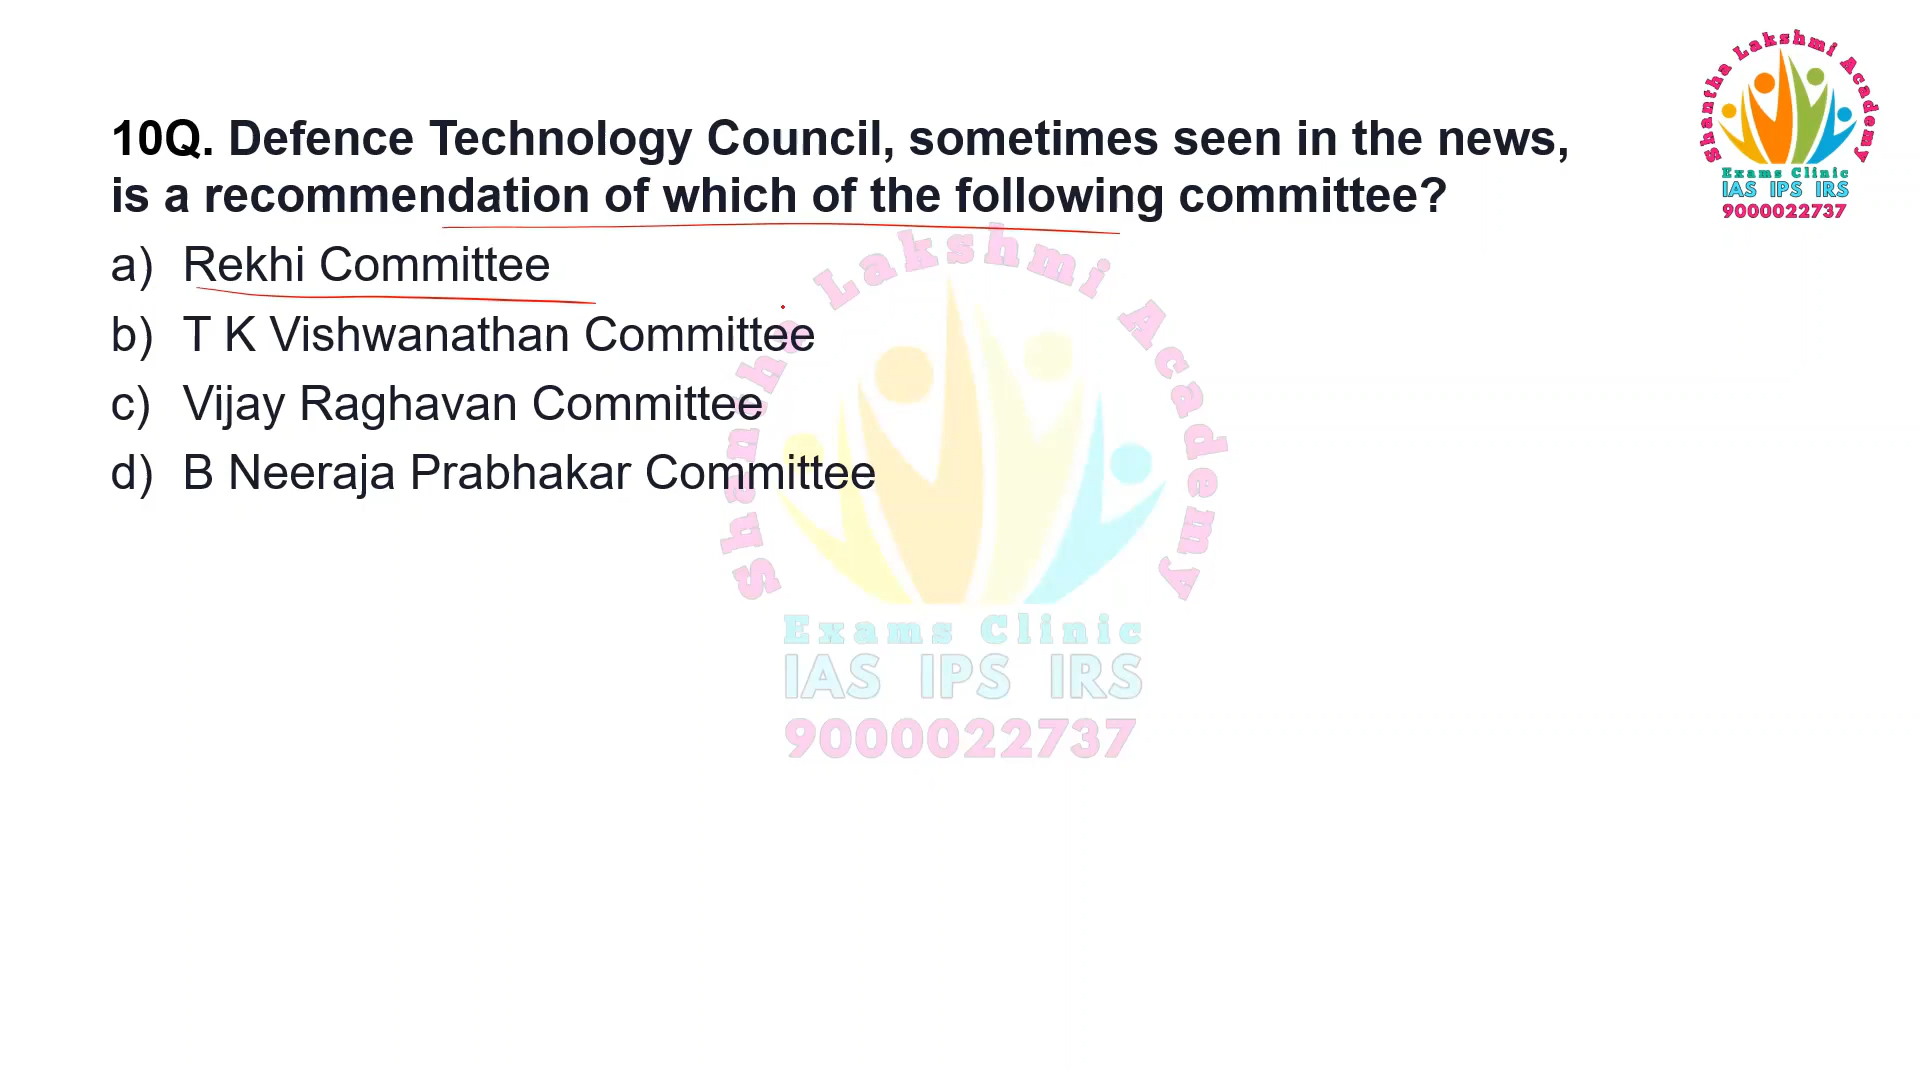 Shantha Lakshmi Academy
Exams Clinic
IAS IPS IRS
9000022737
10Q. Defence Technology Council, sometimes seen in the news,
is a recommendation of which of the following committee?
a) Rekhi Committee
b) T K Vishwanathan Committee
c) Vijay Raghavan Committee
d) B Neeraja Prabhakar Committee
Shantha Lakshmi Academy
Exams Clinic
IAS IPS IRS
9000022737